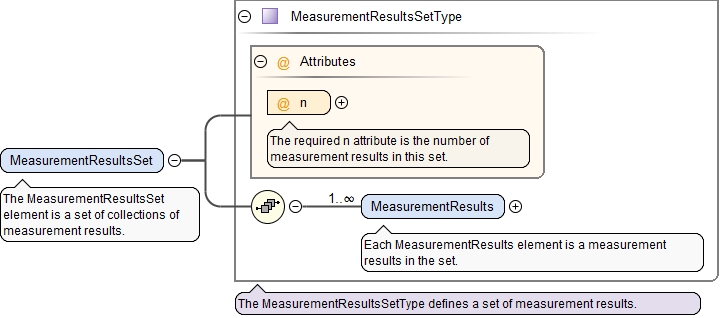 MeasurementResultsSetType
@ Attributes
@ n
The required n attribute is the number of
measurement results in this set.
MeasurementResultsSet
The MeasurementResultsSet
element is a set of collections of
measurement results.
1..∞
MeasurementResults
Each MeasurementResults element is a measurement
results in the set.
The MeasurementResultsSetType defines a set of measurement results.